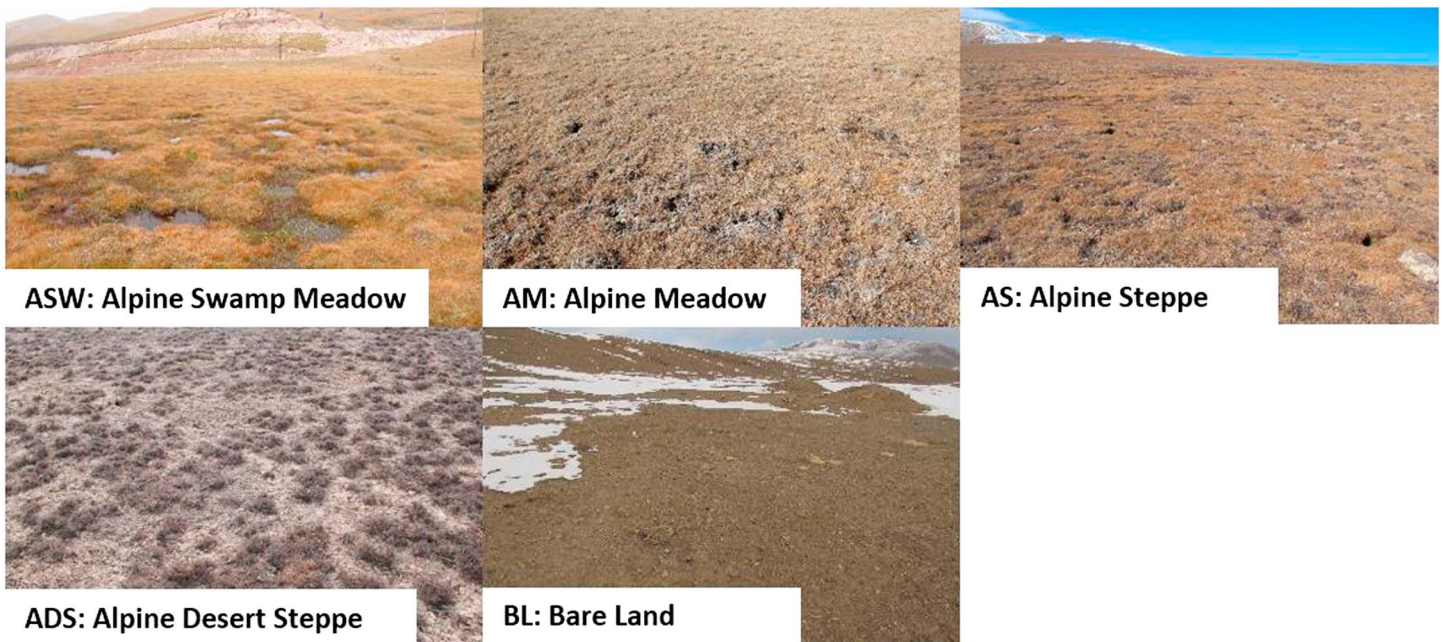 ASW: Alpine Swamp Meadow
AM: Alpine Meadow
AS: Alpine Steppe
ADS: Alpine Desert Steppe
BL: Bare Land